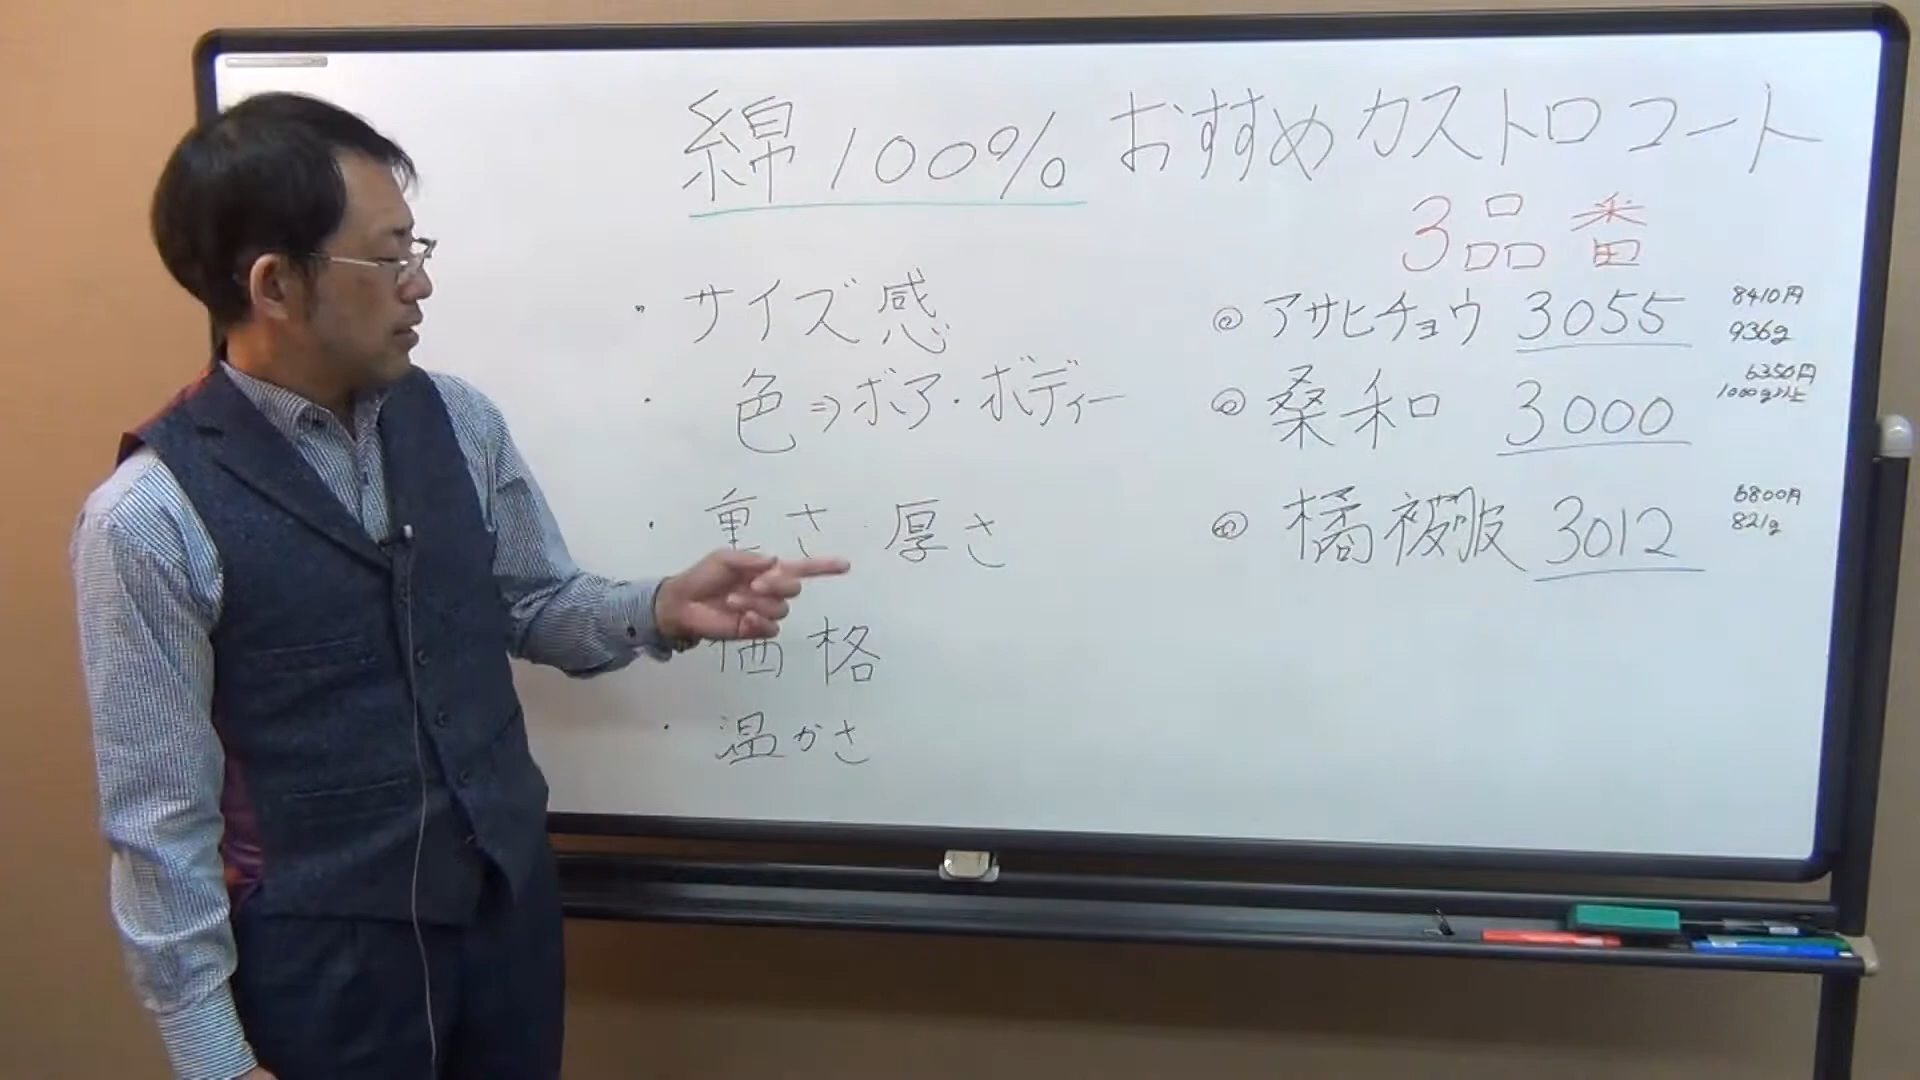 綿100% おすすめカストロコート
3品番
・サイズ感
・色⇒ボア・ボディー
・重さ・厚さ
価格
・温かさ
◎アサヒチョウ 3055
8410円
936g
◎桑和 3000
6350円
1000g以上
◎橘被服 3012
6800円
821g